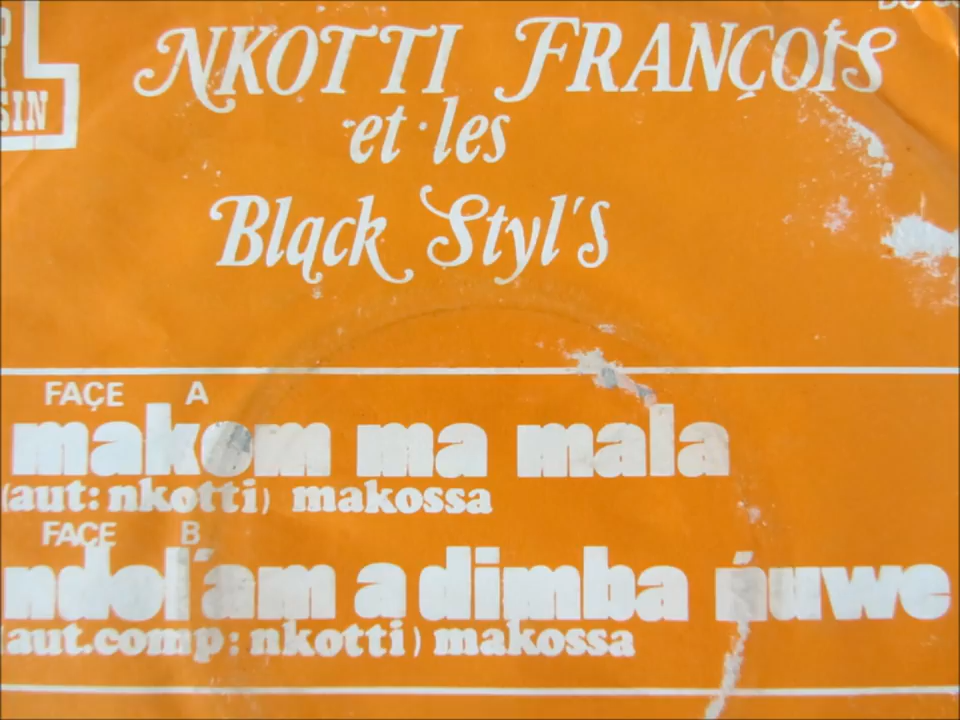 SIN
NKOTTI FRANÇOIS
et les
Black Styl'S
FAÇE A
makom ma mala
(aut: nkotti) makossa
FAÇE B
ndol'am a dimba ńuwe
(aut.comp: nkotti) makossa